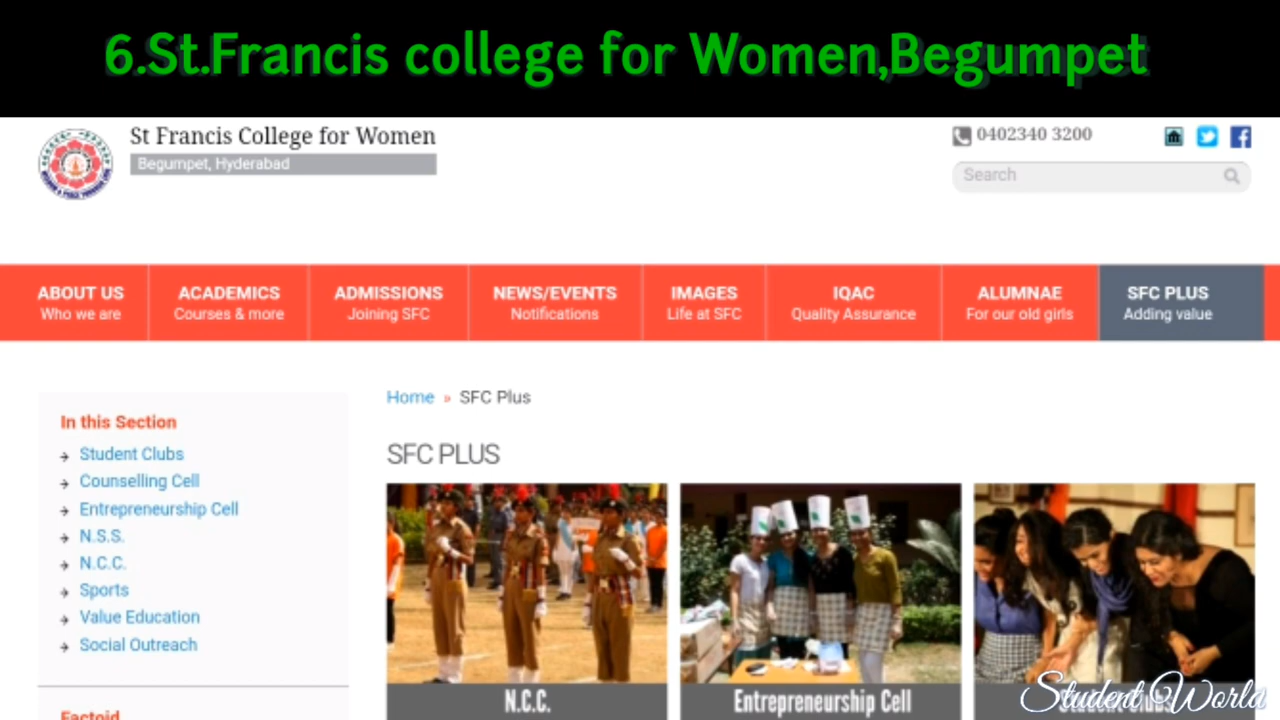 6.St.Francis college for Women,Begumpet
St Francis College for Women
Begumpet, Hyderabad
0402340 3200
Search
ABOUT US
Who we are
ACADEMICS
Courses & more
ADMISSIONS
Joining SFC
NEWS/EVENTS
Notifications
IMAGES
Life at SFC
IQAC
Quality Assurance
ALUMNAE
For our old girls
SFC PLUS
Adding value
In this Section
Student Clubs
Counselling Cell
Entrepreneurship Cell
N.S.S.
N.C.C.
Sports
Value Education
Social Outreach
Factoid
Home » SFC Plus
SFC PLUS
N.C.C.
Entrepreneurship Cell
Student World